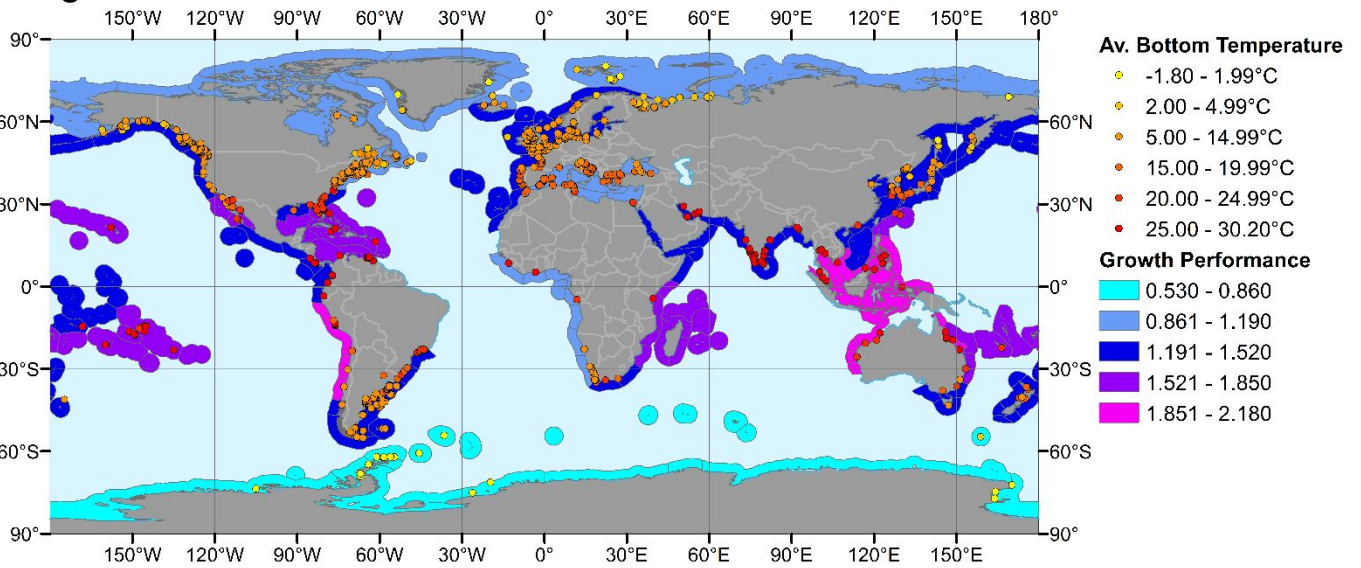 150°W 120°W 90°W 60°W 30°W 0° 30°E 60°E 90°E 120°E 150°E 180°
90° 90°
60°N 60°N
30°N 30°N
0° 0°
30°S 30°S
60°S 60°S
90° 90°
150°W 120°W 90°W 60°W 30°W 0° 30°E 60°E 90°E 120°E 150°E 180°
Av. Bottom Temperature
-1.80 - 1.99°C
2.00 - 4.99°C
5.00 - 14.99°C
15.00 - 19.99°C
20.00 - 24.99°C
25.00 - 30.20°C
Growth Performance
0.530 - 0.860
0.861 - 1.190
1.191 - 1.520
1.521 - 1.850
1.851 - 2.180